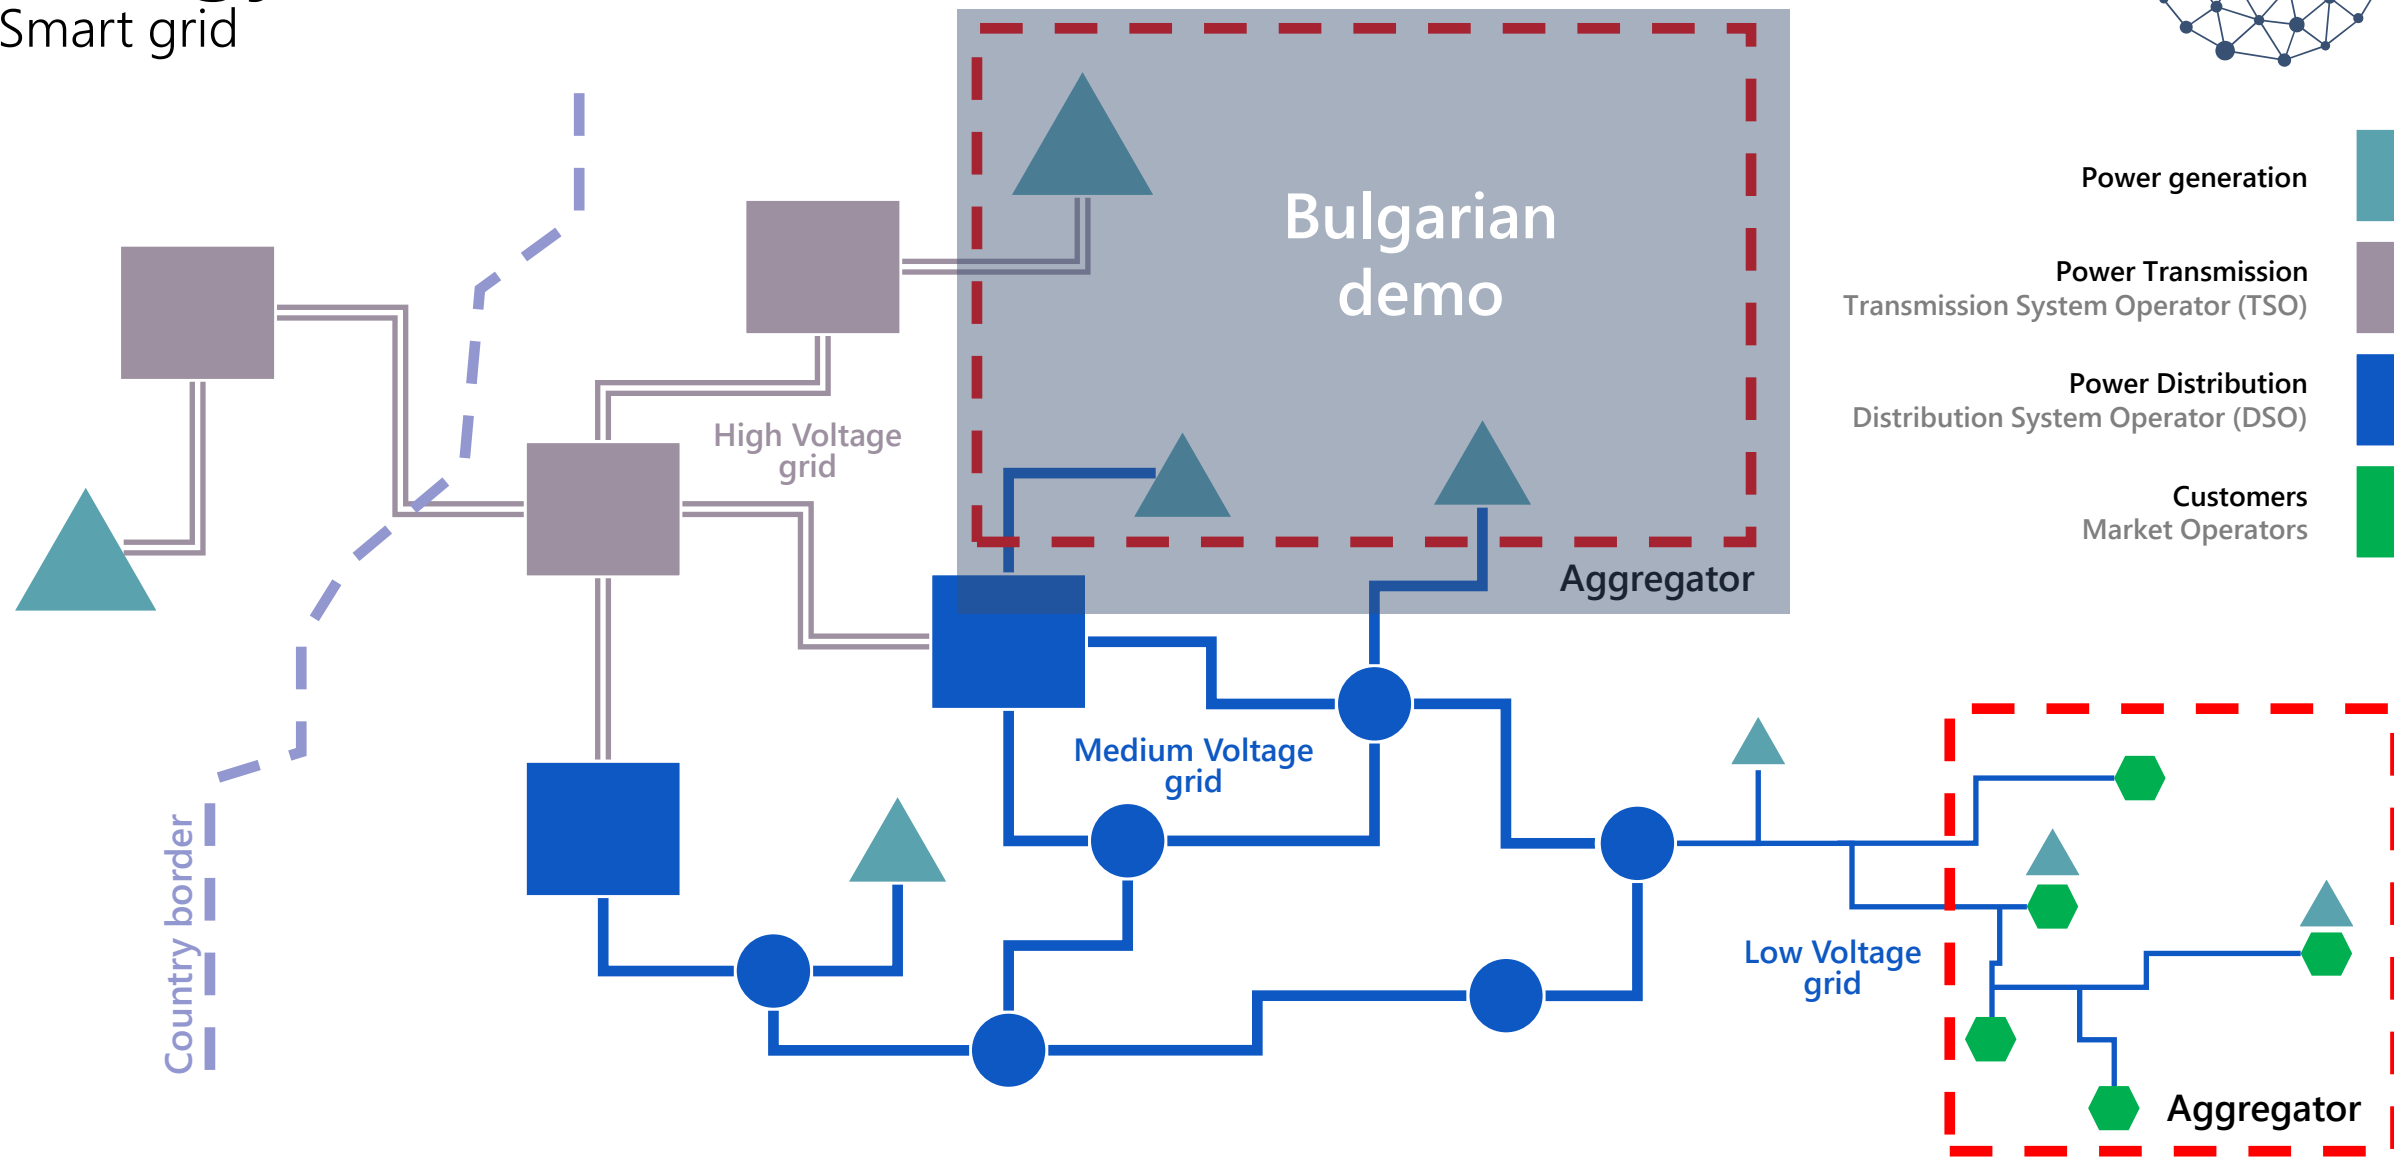 Smart grid
Bulgarian
demo
Power generation
Power Transmission
Transmission System Operator (TSO)
Power Distribution
Distribution System Operator (DSO)
Customers
Market Operators
High Voltage
grid
Aggregator
Medium Voltage
grid
Country border
Low Voltage
grid
Aggregator